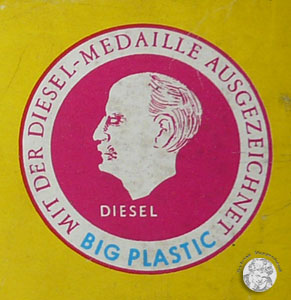 MIT DER DIESEL-MEDAILLE AUSGEZEICHNET
DIESEL
BIG PLASTIC